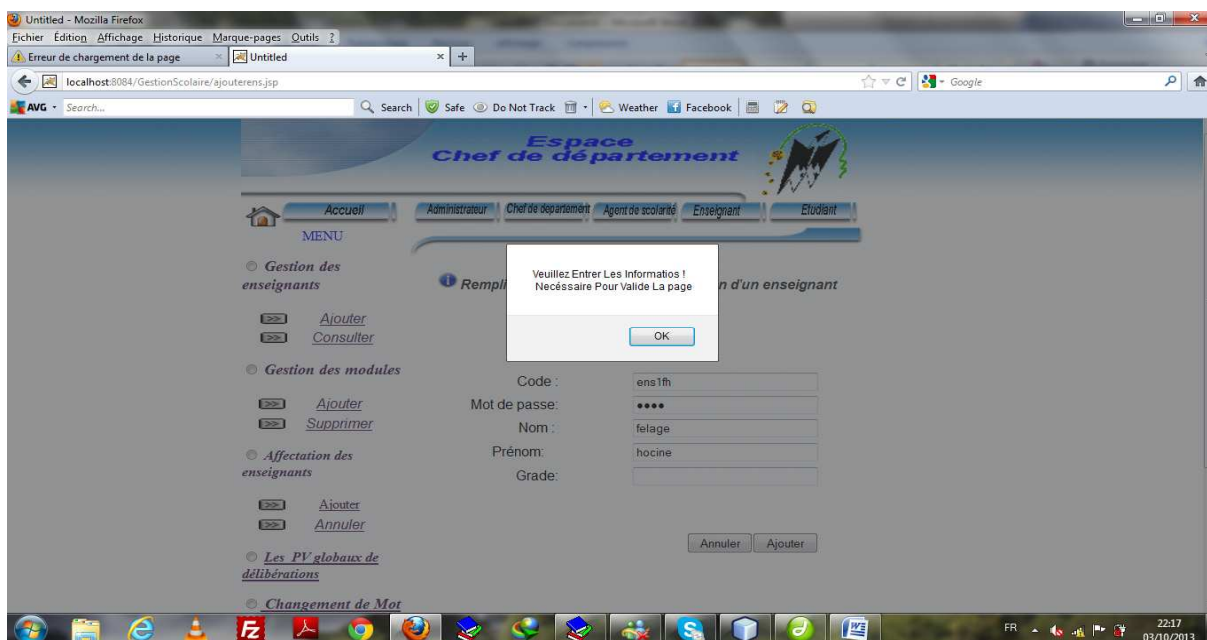 Untitled - Mozilla Firefox
Fichier Édition Affichage Historique Marque-pages Outils ?
Erreur de chargement de la page × Untitled × +
localhost:8084/GestionScolaire/ajouterens.jsp Google
AVG Search... Search Safe Do Not Track Weather Facebook
Espace
Chef de département
Accueil Administrateur Chef de departement Agent de scolarité Enseignant Etudiant
MENU
Gestion des
enseignants
>> Ajouter
>> Consulter
Gestion des modules
>> Ajouter
>> Supprimer
Affectation des
enseignants
>> Ajouter
>> Annuler
Les PV globaux de
délibérations
Changement de Mot
n d'un enseignant
Veuillez Entrer Les Informatios !
Necéssaire Pour Valide La page
OK
Code : ens1fh
Mot de passe: ••••
Nom : felage
Prénom: hocine
Grade:
Annuler Ajouter
FR 22:17
03/10/2013